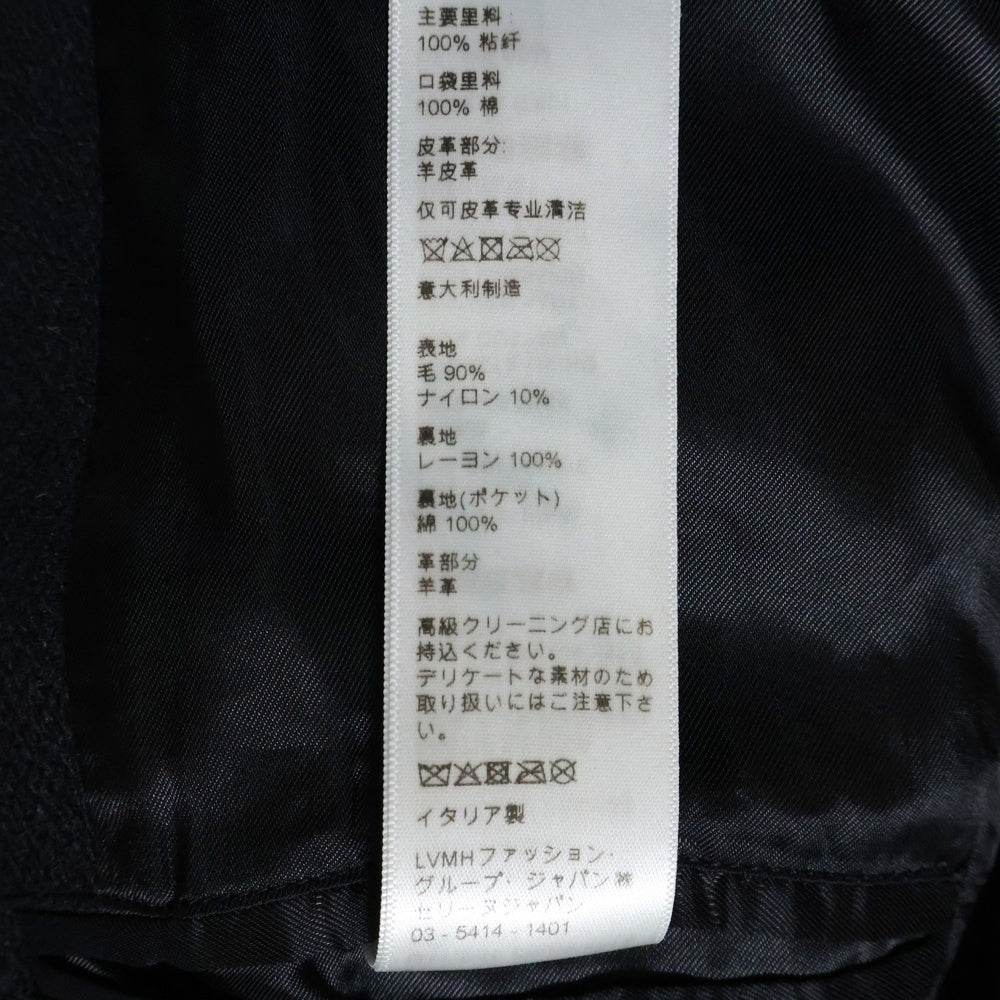 主要里料:
100% 粘纤
口袋里料
100% 棉
皮革部分:
羊皮革
仅可皮革专业清洁
意大利制造
表地
毛 90%
ナイロン 10%
裏地
レーヨン 100%
裏地(ポケット)
綿 100%
革部分
羊革
高級クリーニング店にお
持込ください。
デリケートな素材のため
取り扱いにはご注意下さ
い。
イタリア製
LVMHファッション・
グループ・ジャパン㈱
セリーヌジャパン
03 - 5414 - 1401